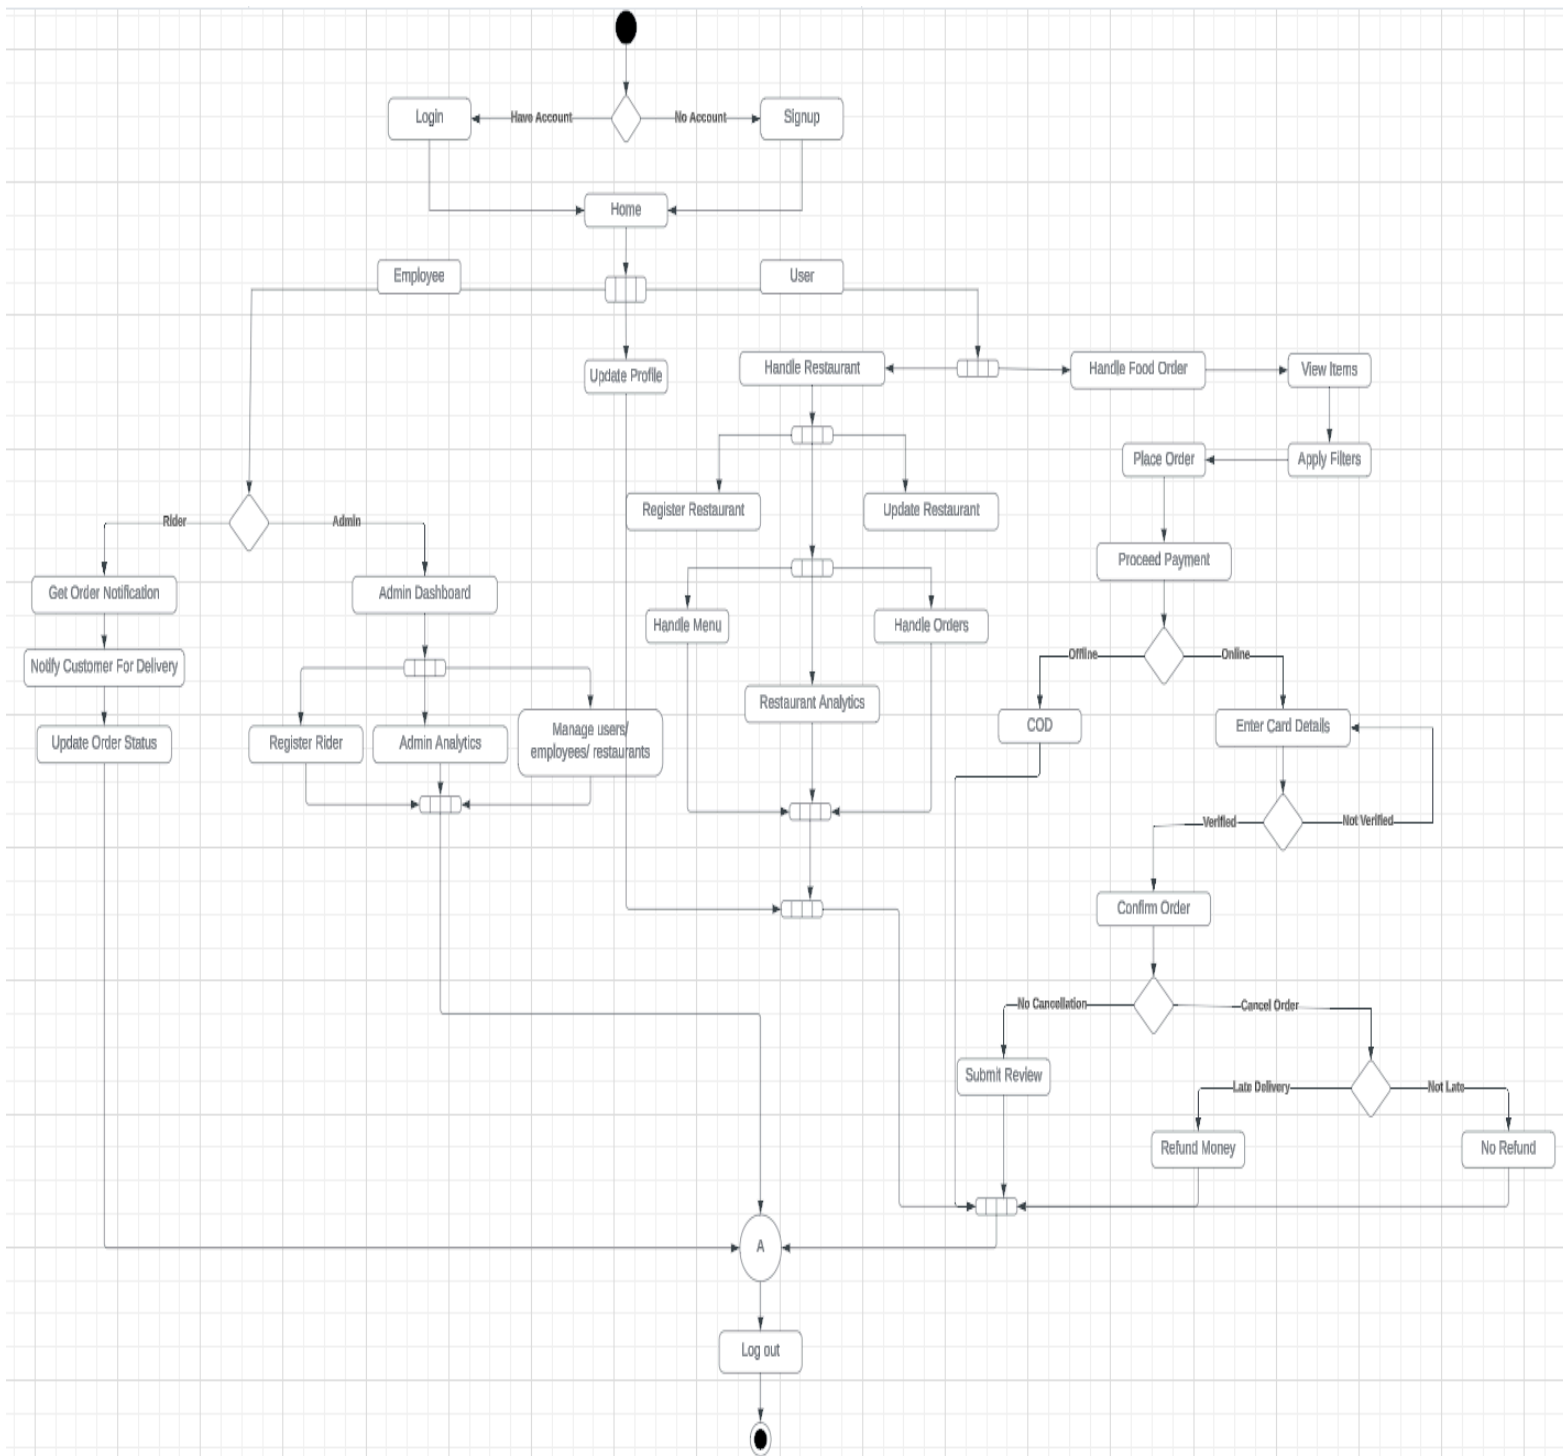 Login
Have Account
No Account
Signup
Home
Employee
User
Update Profile
Handle Restaurant
Handle Food Order
View Items
Place Order
Apply Filters
Register Restaurant
Update Restaurant
Rider
Admin
Proceed Payment
Get Order Notification
Admin Dashboard
Handle Menu
Handle Orders
Offline
Online
Notify Customer For Delivery
Restaurant Analytics
COD
Enter Card Details
Update Order Status
Register Rider
Admin Analytics
Manage users/
employees/ restaurants
Verified
Not Verified
Confirm Order
No Cancellation
Cancel Order
Submit Review
Late Delivery
Not Late
Refund Money
No Refund
A
Log out